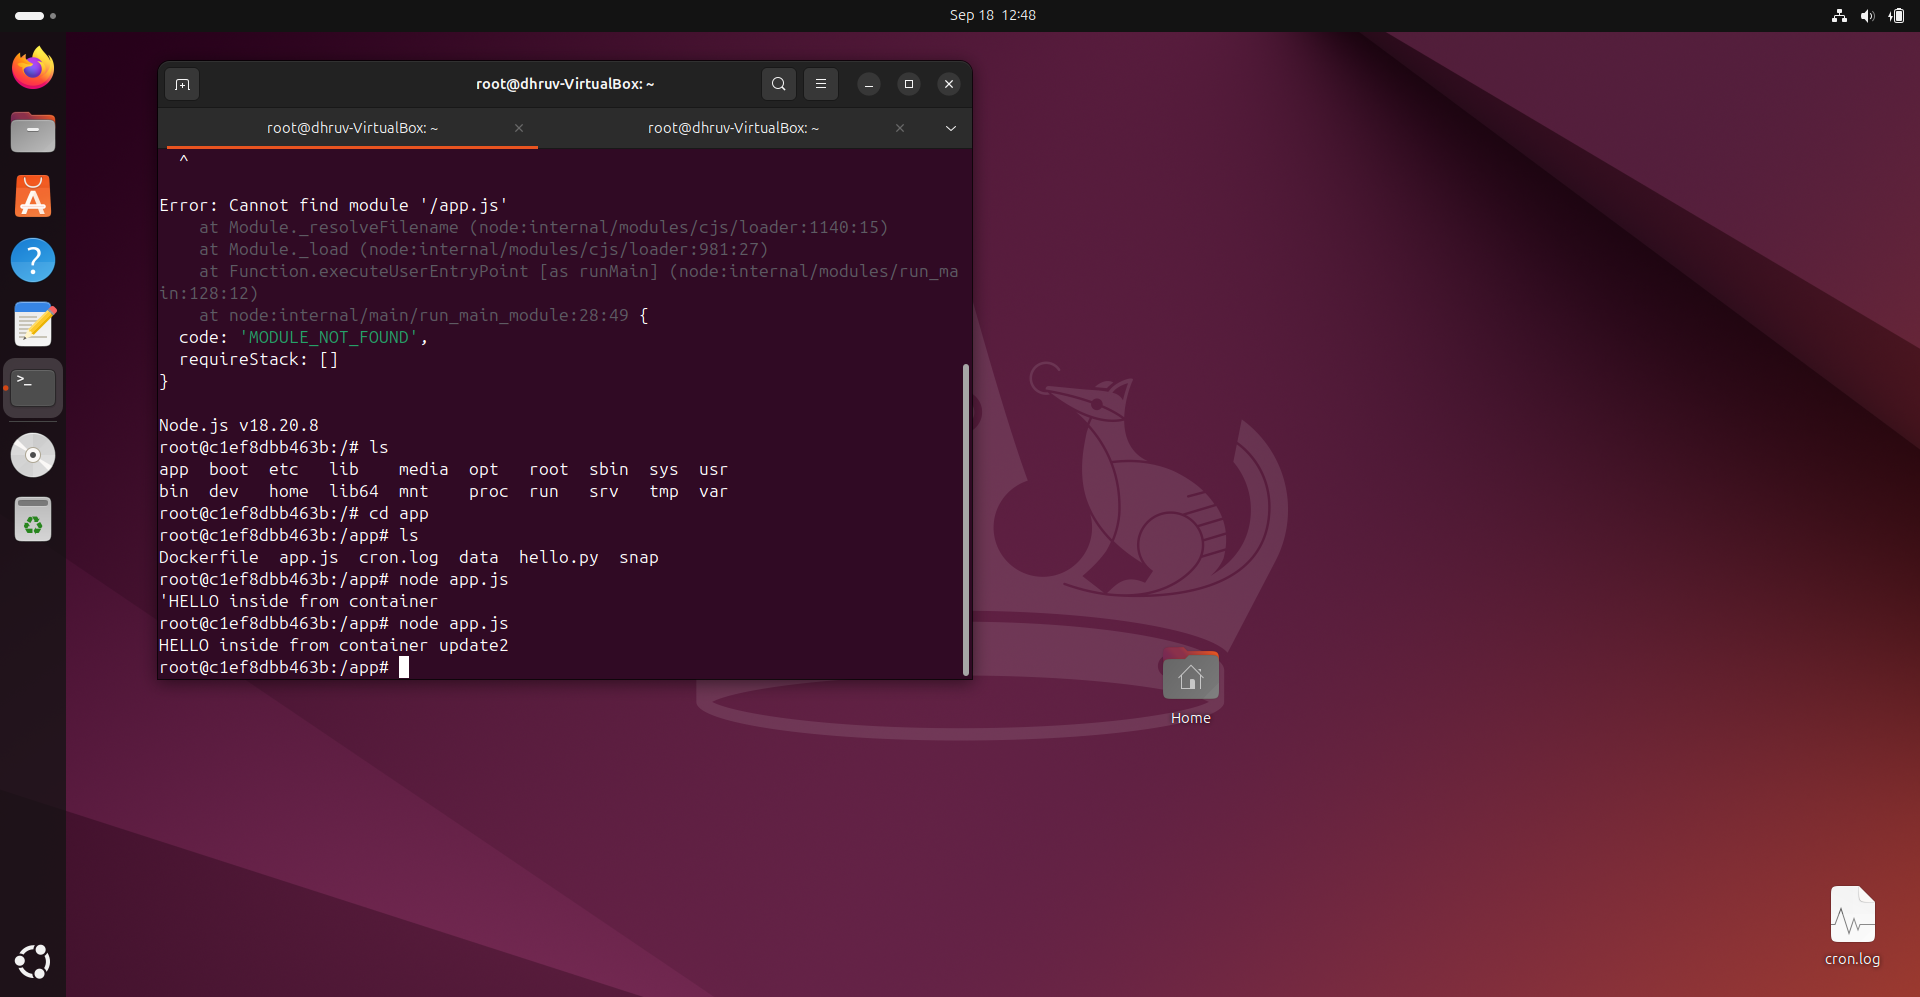 Sep 18 12:48
root@dhruv-VirtualBox: ~
root@dhruv-VirtualBox: ~
root@dhruv-VirtualBox: ~
^
Error: Cannot find module '/app.js'
at Module._resolveFilename (node:internal/modules/cjs/loader:1140:15)
at Module._load (node:internal/modules/cjs/loader:981:27)
at Function.executeUserEntryPoint [as runMain] (node:internal/modules/run_ma
in:128:12)
at node:internal/main/run_main_module:28:49 {
code: 'MODULE_NOT_FOUND',
requireStack: []
}
Node.js v18.20.8
root@c1ef8dbb463b:/# ls
app boot etc lib media opt root sbin sys usr
bin dev home lib64 mnt proc run srv tmp var
root@c1ef8dbb463b:/# cd app
root@c1ef8dbb463b:/app# ls
Dockerfile app.js cron.log data hello.py snap
root@c1ef8dbb463b:/app# node app.js
'HELLO inside from container
root@c1ef8dbb463b:/app# node app.js
HELLO inside from container update2
root@c1ef8dbb463b:/app#
Home
cron.log